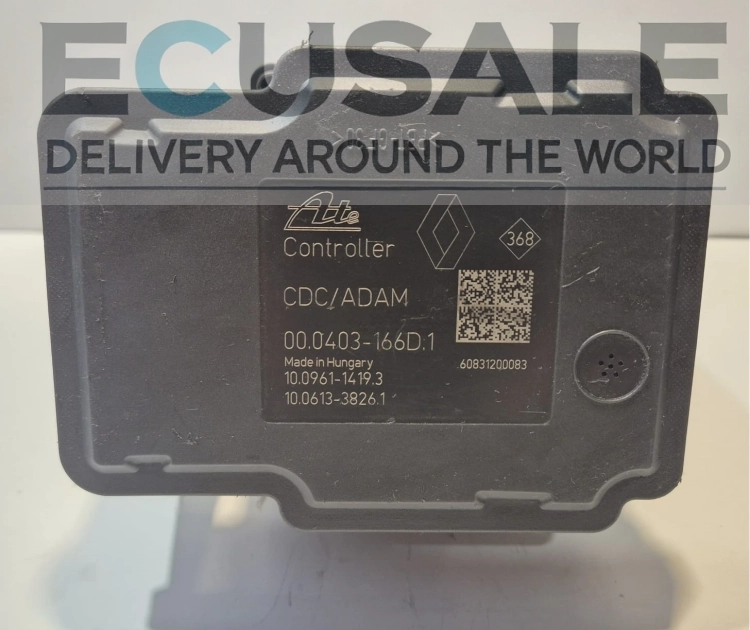 ECUSALE
DELIVERY AROUND THE WORLD
Ate
368
Controller
CDC/ADAM
00.0403-166D.1
Made in Hungary
60831200083
10.0961-1419.3
10.0613-3826.1